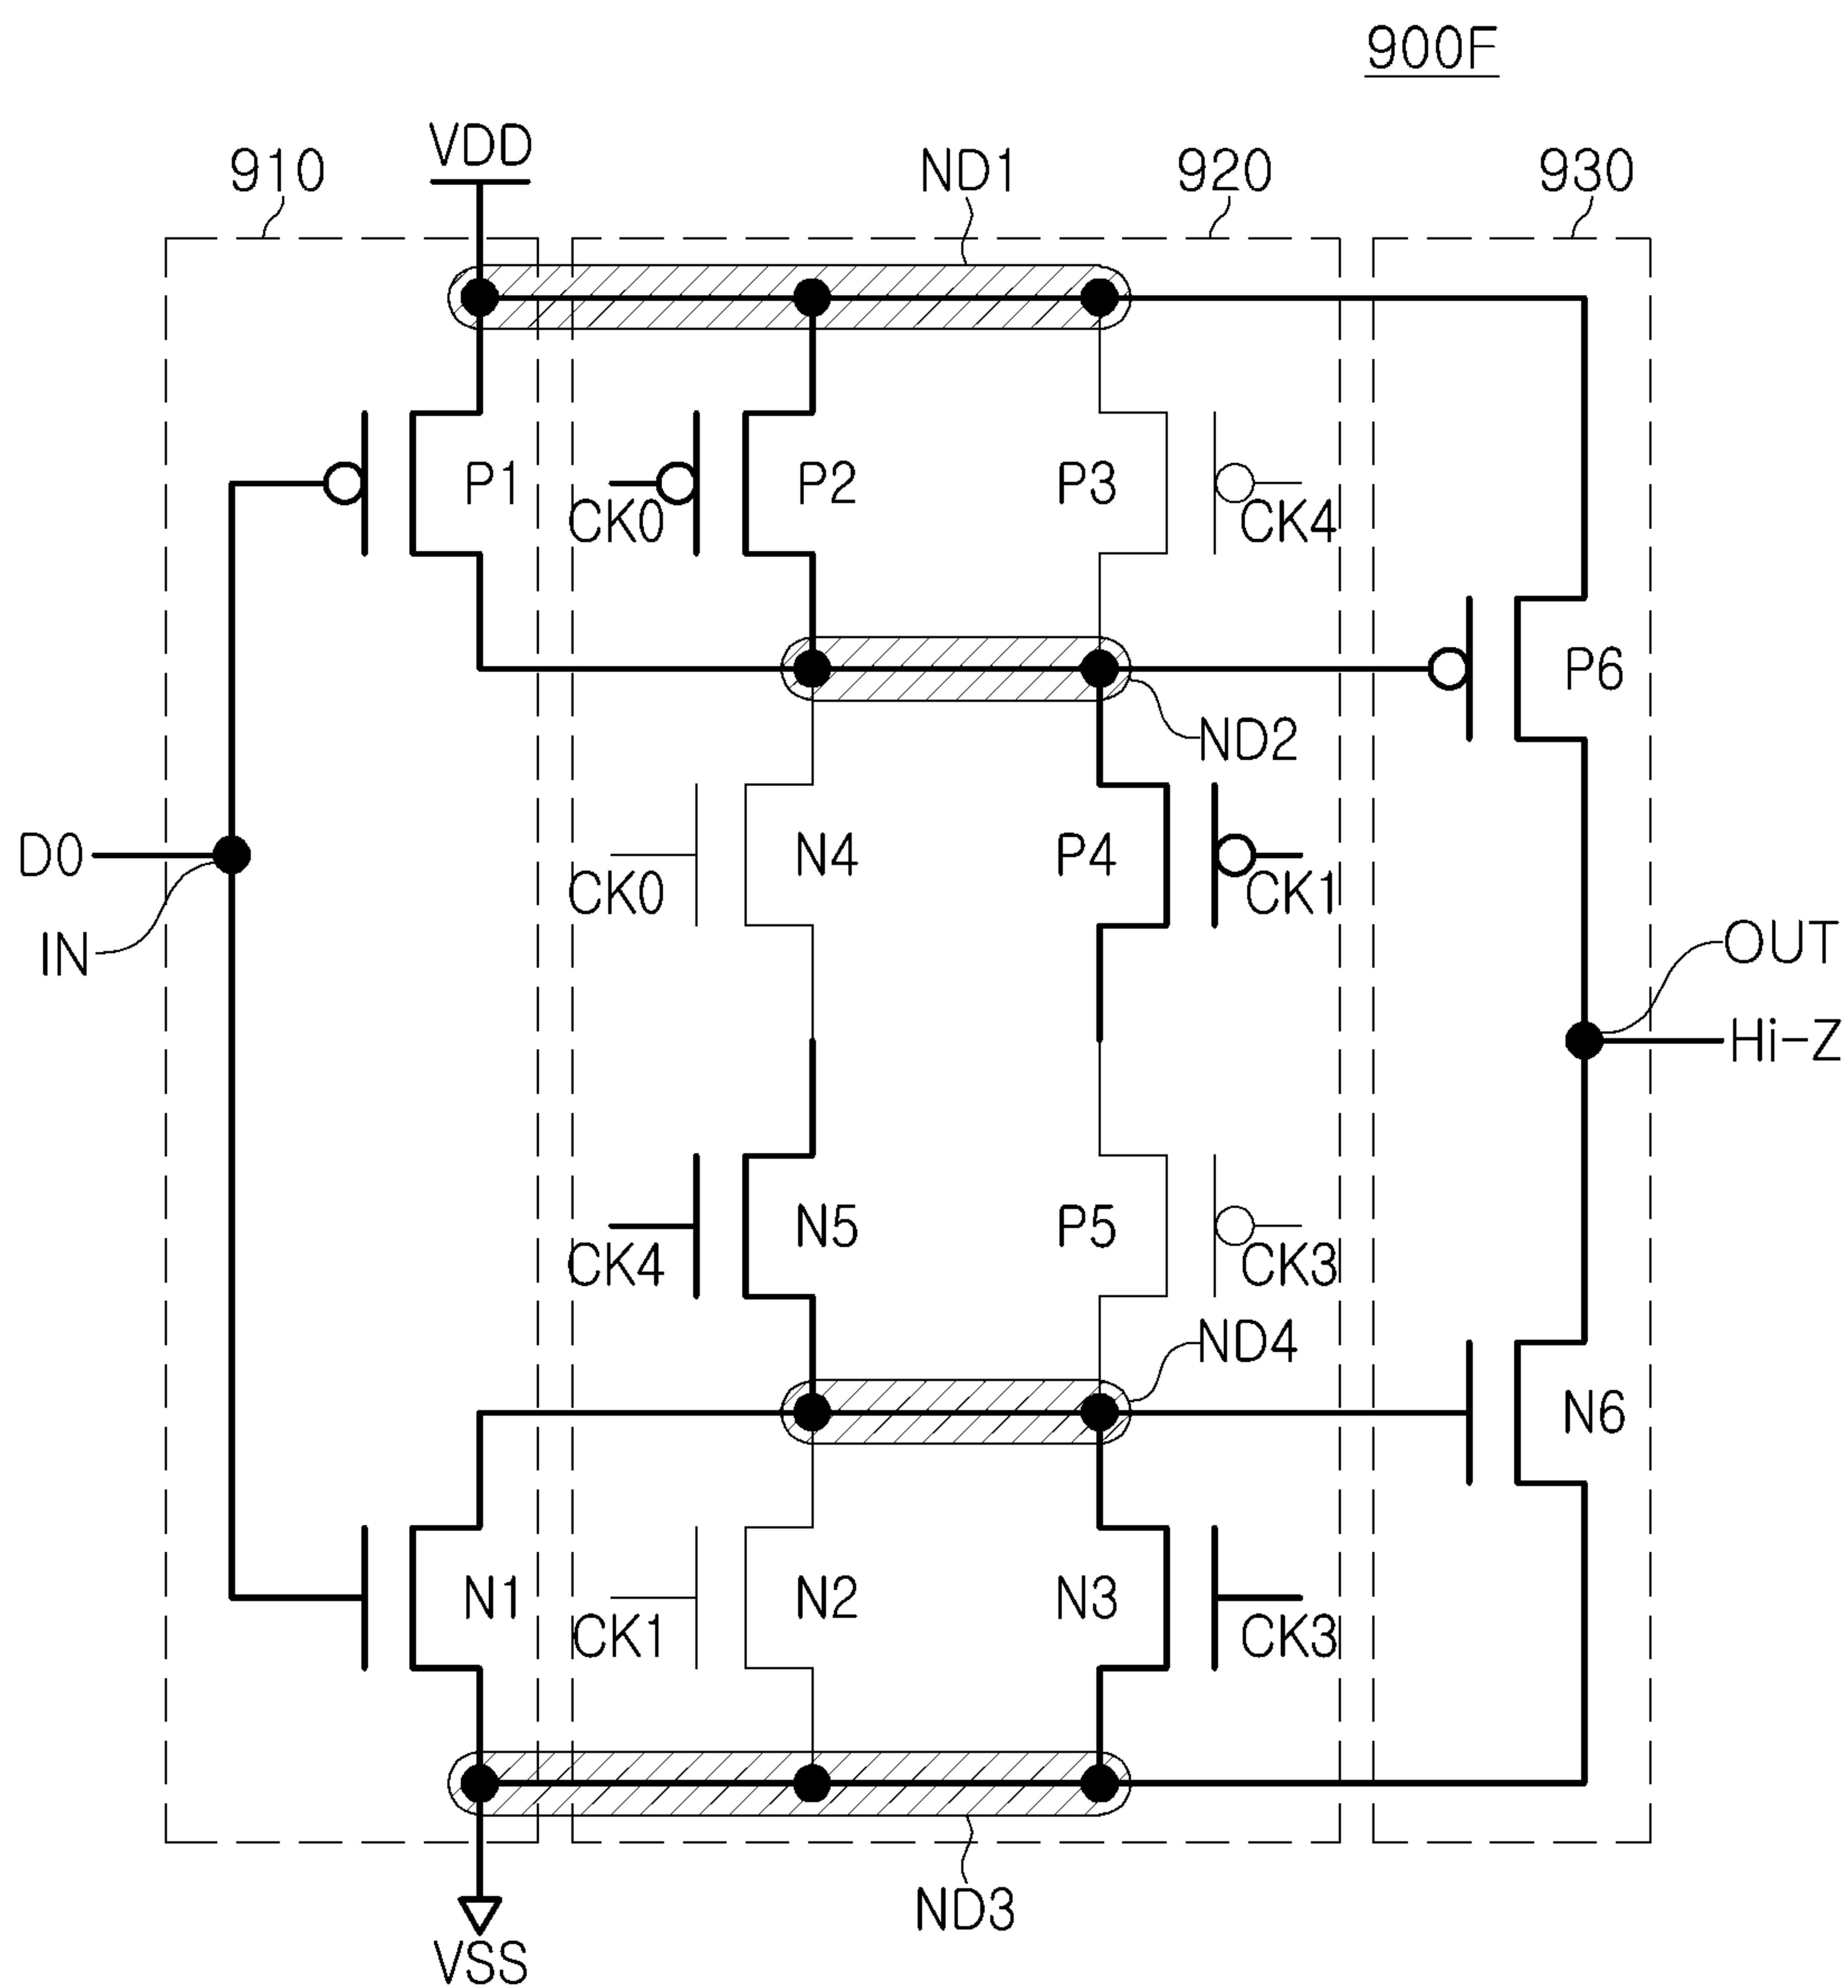 900F
VDD
910
ND1
920
930
P1
CK0
P2
P3
CK4
P6
ND2
D0
IN
CK0
N4
P4
CK1
OUT
Hi-Z
CK4
N5
P5
CK3
ND4
N6
N1
CK1
N2
N3
CK3
ND3
VSS